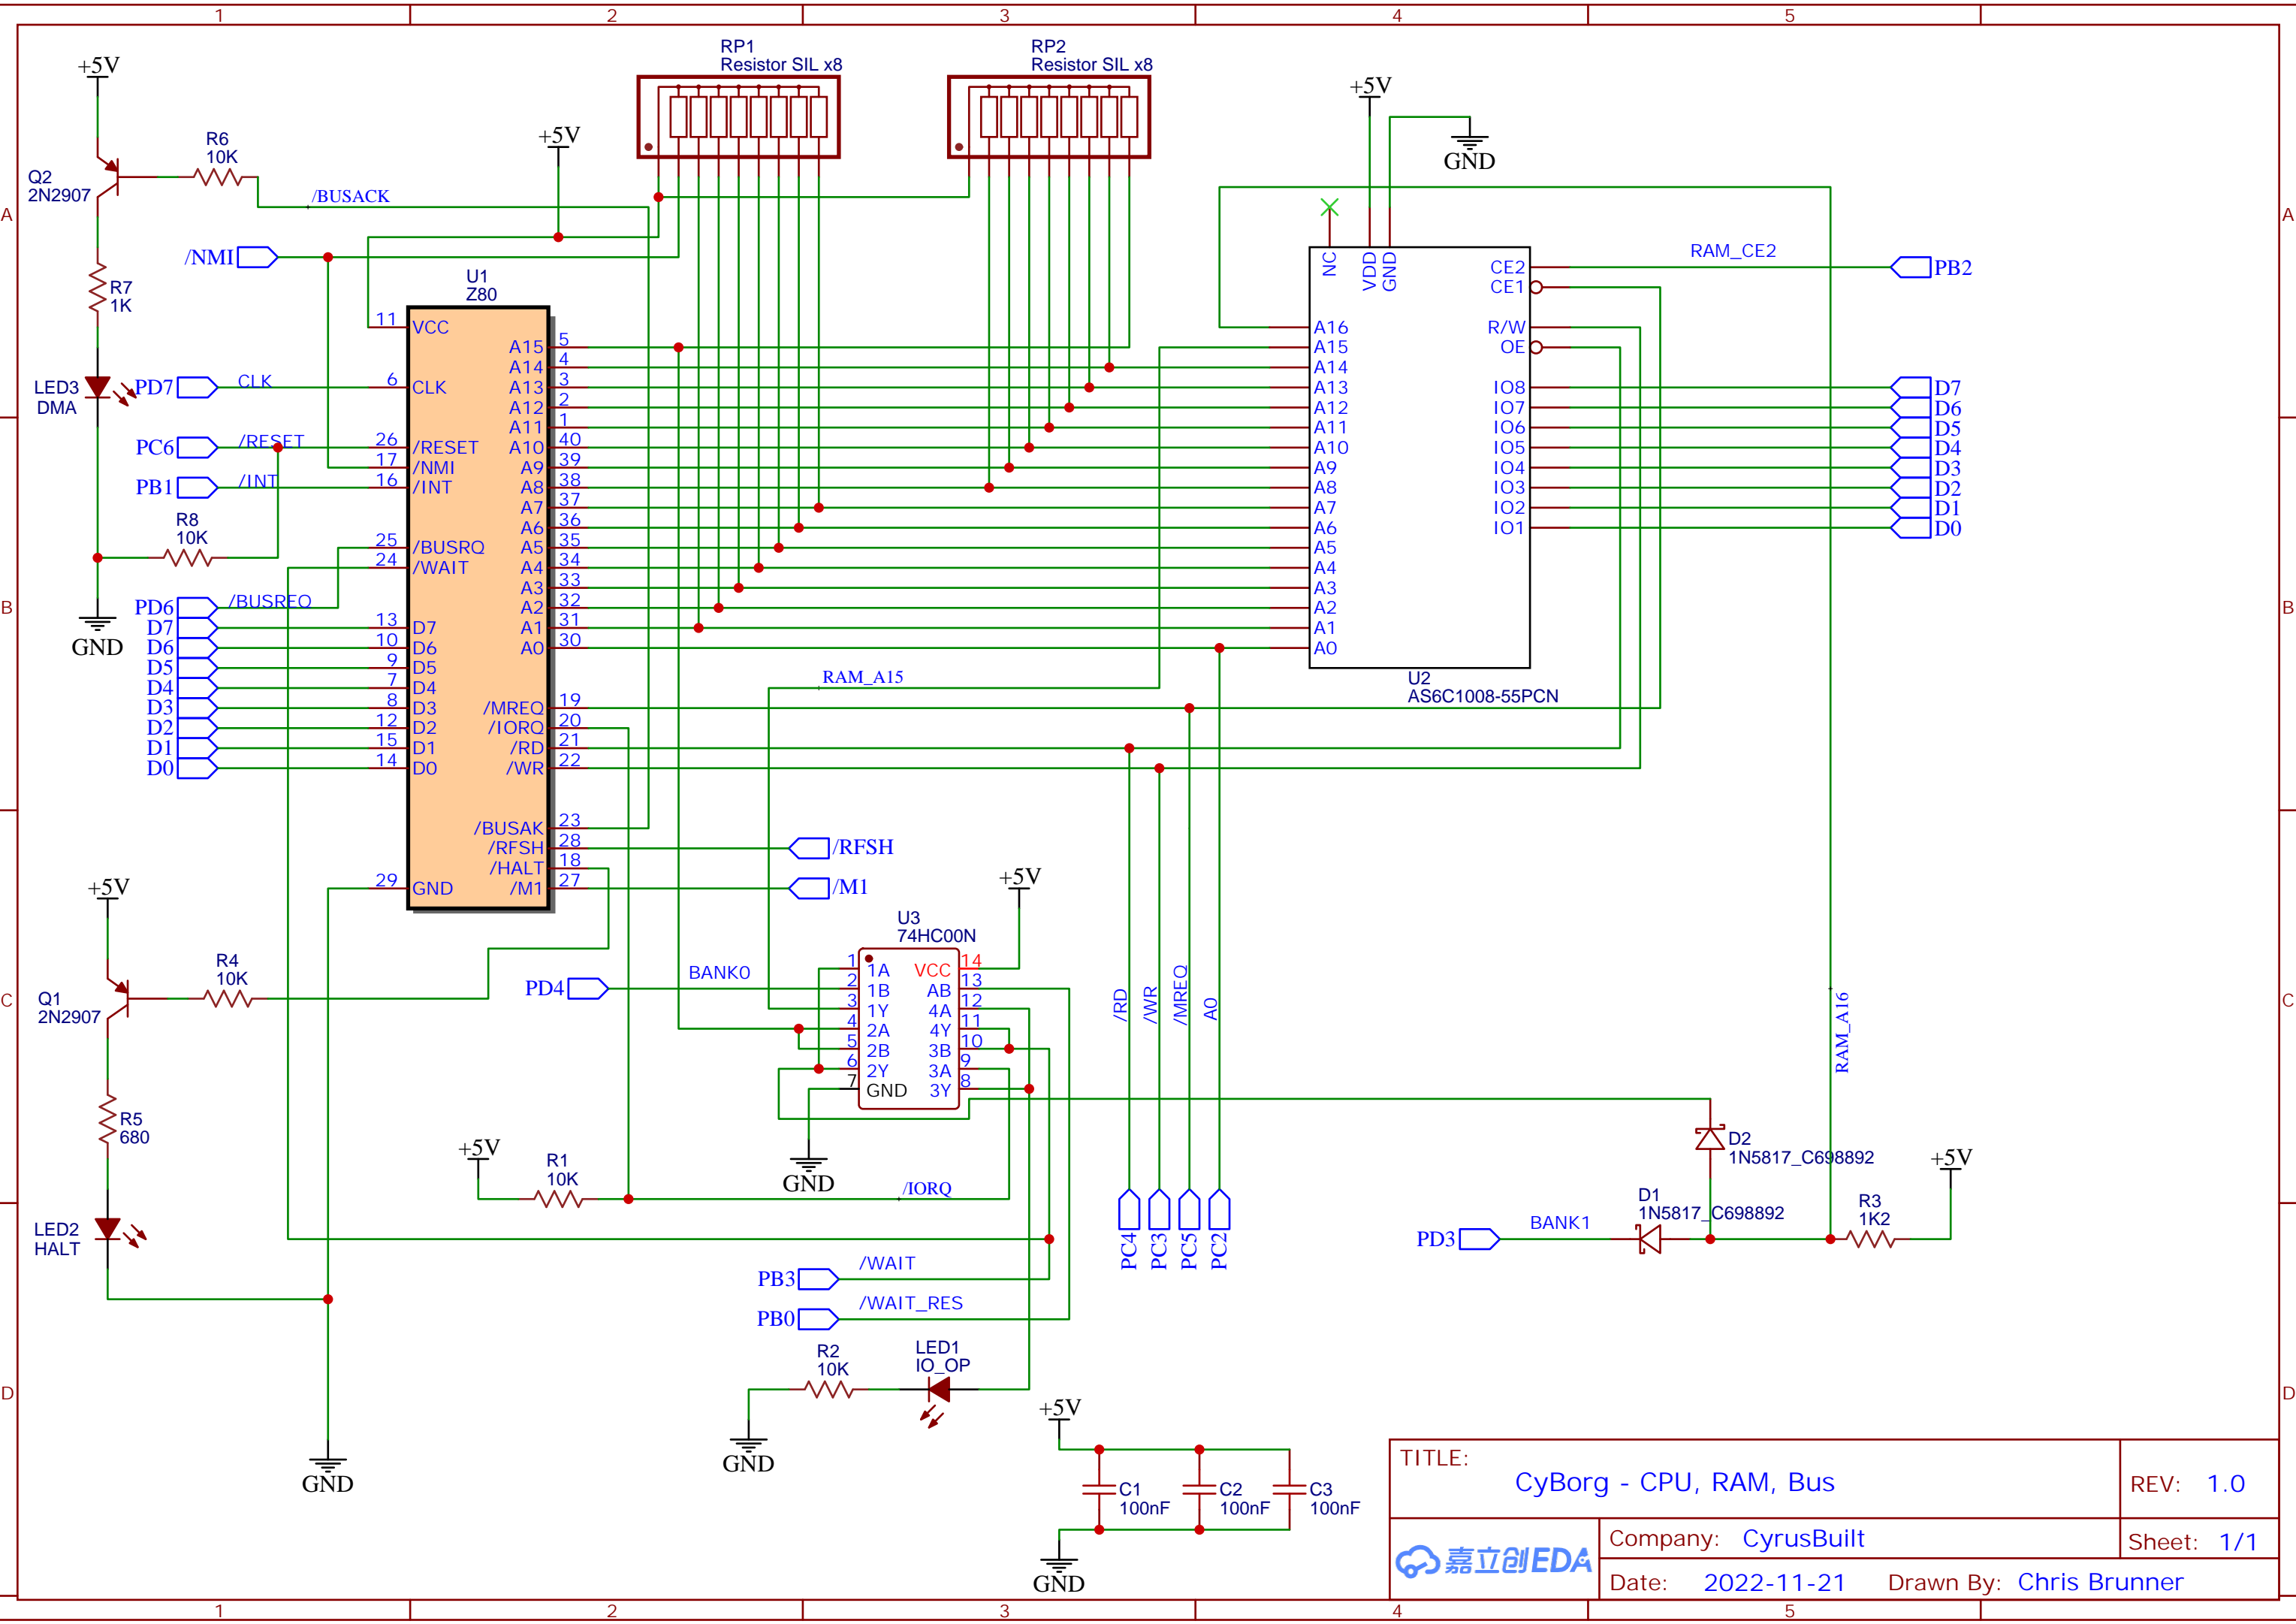 1
2
3
4
5
A
B
C
D
A
B
C
D
+5V
Q2
2N2907
R6
10K
/BUSACK
R7
1K
LED3
DMA
GND
R8
10K
/NMI
PD7
CLK
PC6
/RESET
PB1
/INT
PD6
/BUSREQ
D7
D6
D5
D4
D3
D2
D1
D0
+5V
U1
Z80
11 VCC
6 CLK
26 /RESET
17 /NMI
16 /INT
25 /BUSRQ
24 /WAIT
13 D7
10 D6
9 D5
7 D4
8 D3
12 D2
15 D1
14 D0
29 GND
A15 5
A14 4
A13 3
A12 2
A11 1
A10 40
A9 39
A8 38
A7 37
A6 36
A5 35
A4 34
A3 33
A2 32
A1 31
A0 30
/MREQ 19
/IORQ 20
/RD 21
/WR 22
/BUSAK 23
/RFSH 28
/HALT 18
/M1 27
RP1
Resistor SIL x8
RP2
Resistor SIL x8
+5V
GND
NC
VDD
GND
A16
A15
A14
A13
A12
A11
A10
A9
A8
A7
A6
A5
A4
A3
A2
A1
A0
CE2
CE1
R/W
OE
IO8
IO7
IO6
IO5
IO4
IO3
IO2
IO1
U2
AS6C1008-55PCN
RAM_CE2
PB2
D7
D6
D5
D4
D3
D2
D1
D0
RAM_A15
/RFSH
/M1
+5V
Q1
2N2907
R4
10K
R5
680
LED2
HALT
GND
PD4
BANK0
U3
74HC00N
+5V
1 1A
2 1B
3 1Y
4 2A
5 2B
6 2Y
7 GND
VCC 14
AB 13
4A 12
4Y 11
3B 10
3A 9
3Y 8
GND
+5V
R1
10K
/IORQ
/RD
/WR
/MREQ
A0
PC4
PC3
PC5
PC2
RAM_A16
D2
1N5817_C698892
D1
1N5817_C698892
PD3
BANK1
R3
1K2
+5V
PB3
/WAIT
PB0
/WAIT_RES
R2
10K
LED1
IO_OP
GND
+5V
C1
100nF
C2
100nF
C3
100nF
GND
TITLE:
CyBorg - CPU, RAM, Bus
REV: 1.0
嘉立创EDA
Company: CyrusBuilt
Sheet: 1/1
Date: 2022-11-21
Drawn By: Chris Brunner
1
2
3
4
5